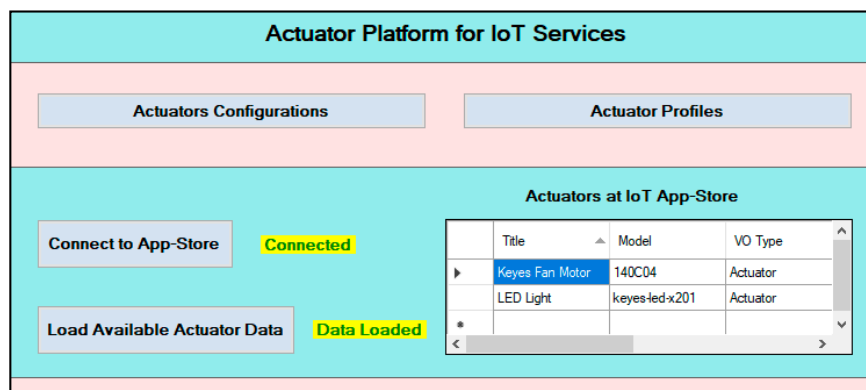 Actuator Platform for IoT Services
Actuators Configurations
Actuator Profiles
Actuators at IoT App-Store
Connect to App-Store
Connected
Title Model VO Type
Keyes Fan Motor 140C04 Actuator
LED Light keyes-led-x201 Actuator
Load Available Actuator Data
Data Loaded